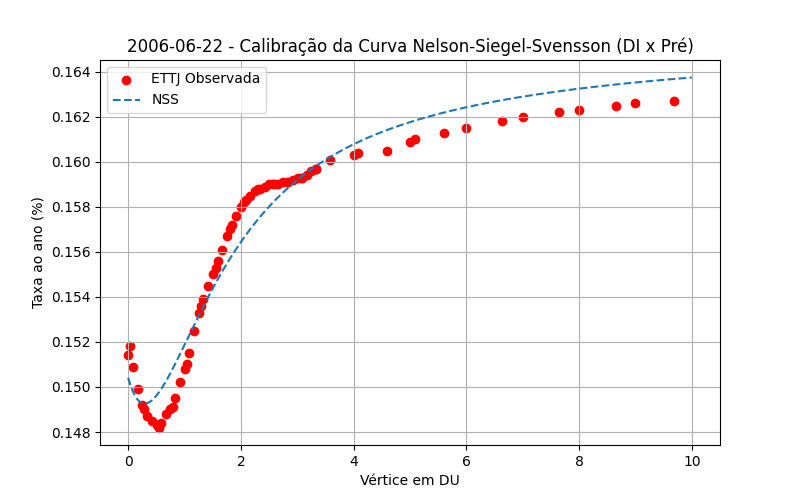 2006-06-22 - Calibração da Curva Nelson-Siegel-Svensson (DI x Pré)
ETTJ Observada
NSS
Taxa ao ano (%)
0.164
0.162
0.160
0.158
0.156
0.154
0.152
0.150
0.148
0 2 4 6 8 10
Vértice em DU